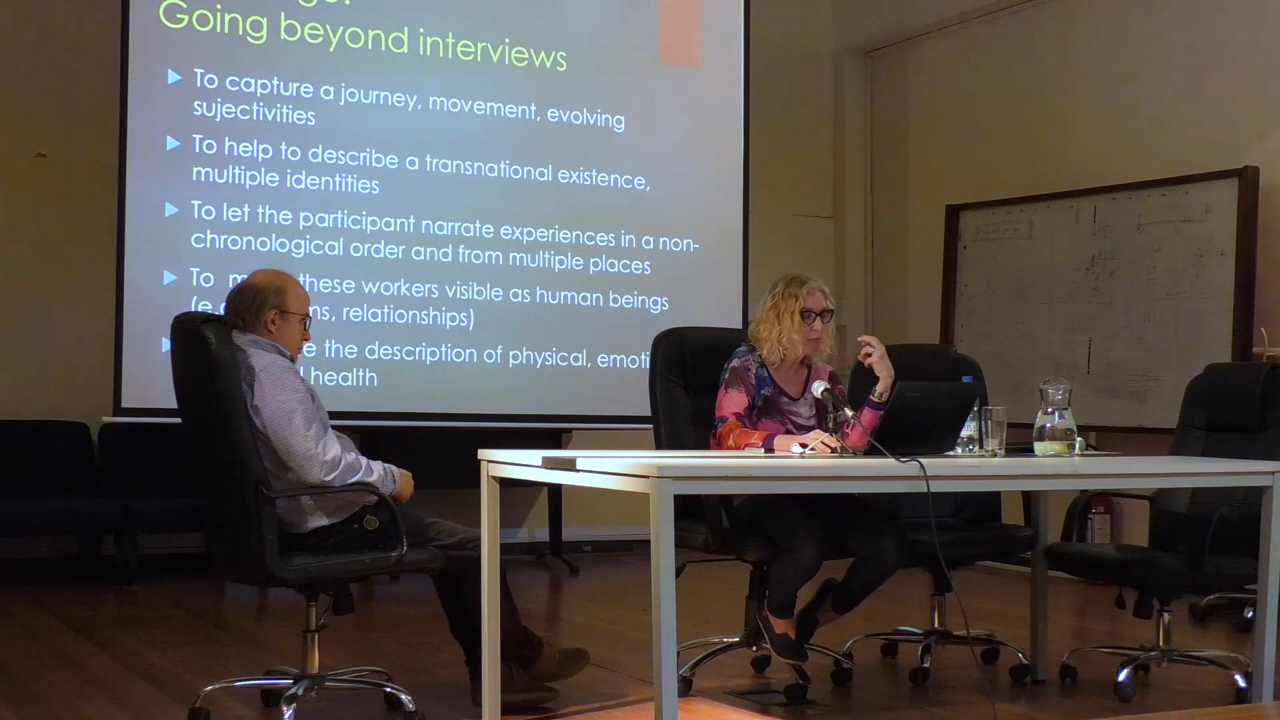 Going beyond interviews
To capture a journey, movement, evolving
sujectivities
To help to describe a transnational existence,
multiple identities
To let the participant narrate experiences in a non-
chronological order and from multiple places
To these workers visible as human beings
relationships)
the description of physical,
health